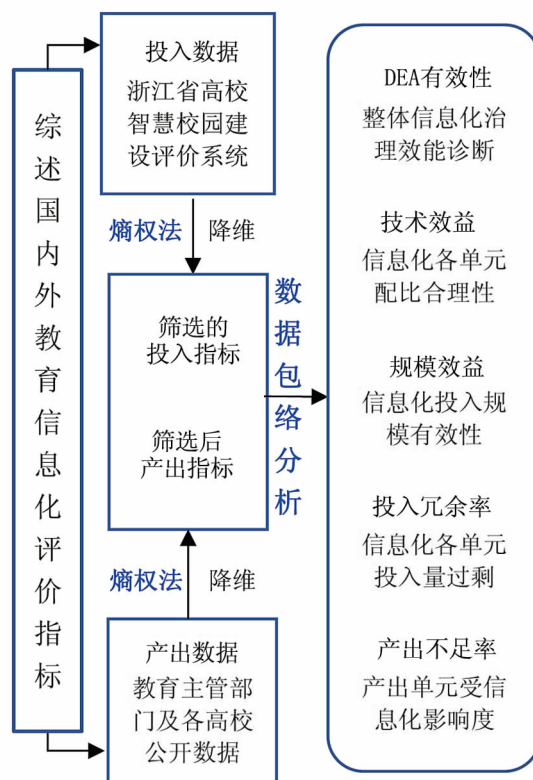 综述国内外教育信息化评价指标
投入数据
浙江省高校
智慧校园建
设评价系统
熵权法 降维
筛选的
投入指标
筛选后
产出指标
熵权法 降维
产出数据
教育主管部
门及各高校
公开数据
数据包络分析
DEA有效性
整体信息化治
理效能诊断
技术效益
信息化各单元
配比合理性
规模效益
信息化投入规
模有效性
投入冗余率
信息化各单元
投入量过剩
产出不足率
产出单元受信
息化影响度